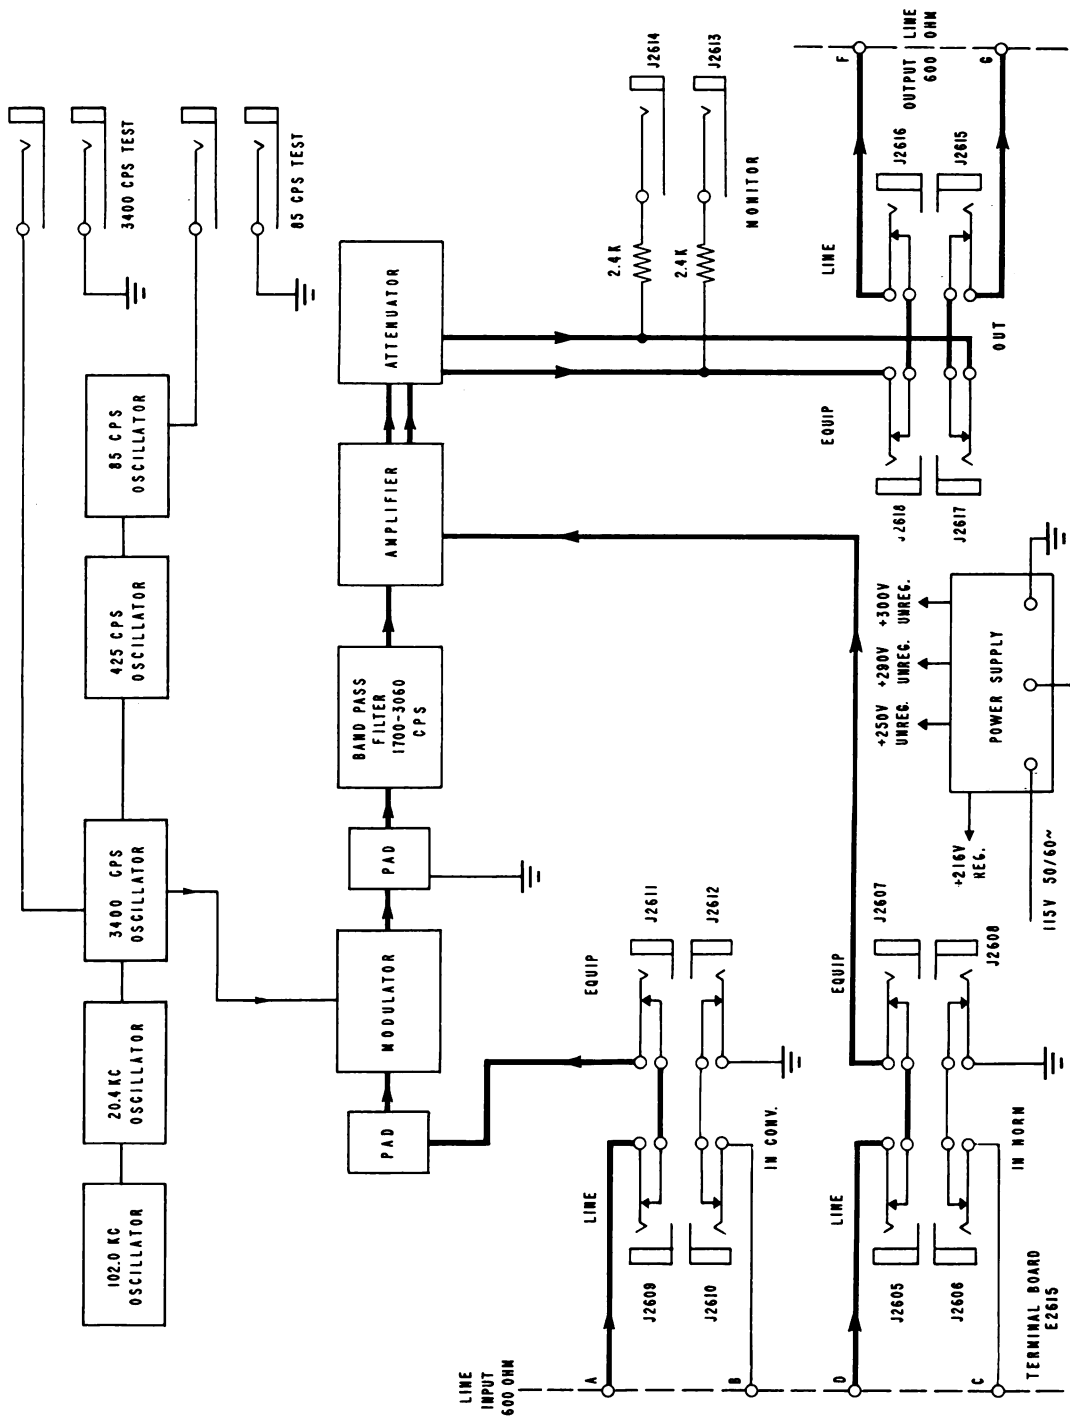 3400 CPS TEST
85 CPS TEST
102.0 KC
OSCILLATOR
20.4 KC
OSCILLATOR
3400 CPS
OSCILLATOR
425 CPS
OSCILLATOR
85 CPS
OSCILLATOR
PAD
MODULATOR
PAD
BAND PASS
FILTER
1700-3060
CPS
AMPLIFIER
ATTENUATOR
2.4K
2.4K
J2614
J2613
MONITOR
LINE
INPUT
600 OHM
A
B
D
C
LINE
EQUIP
J2609
J2610
J2611
J2612
IN CONV.
LINE
EQUIP
J2605
J2606
J2607
J2608
IN NORM
TERMINAL BOARD
E2615
+216V
REG.
+250V
UNREG.
+290V
UNREG.
+300V
UNREG.
POWER SUPPLY
115V 50/60~
EQUIP
LINE
J2618
J2617
J2616
J2615
OUT
OUTPUT LINE
600 OHM
F
G